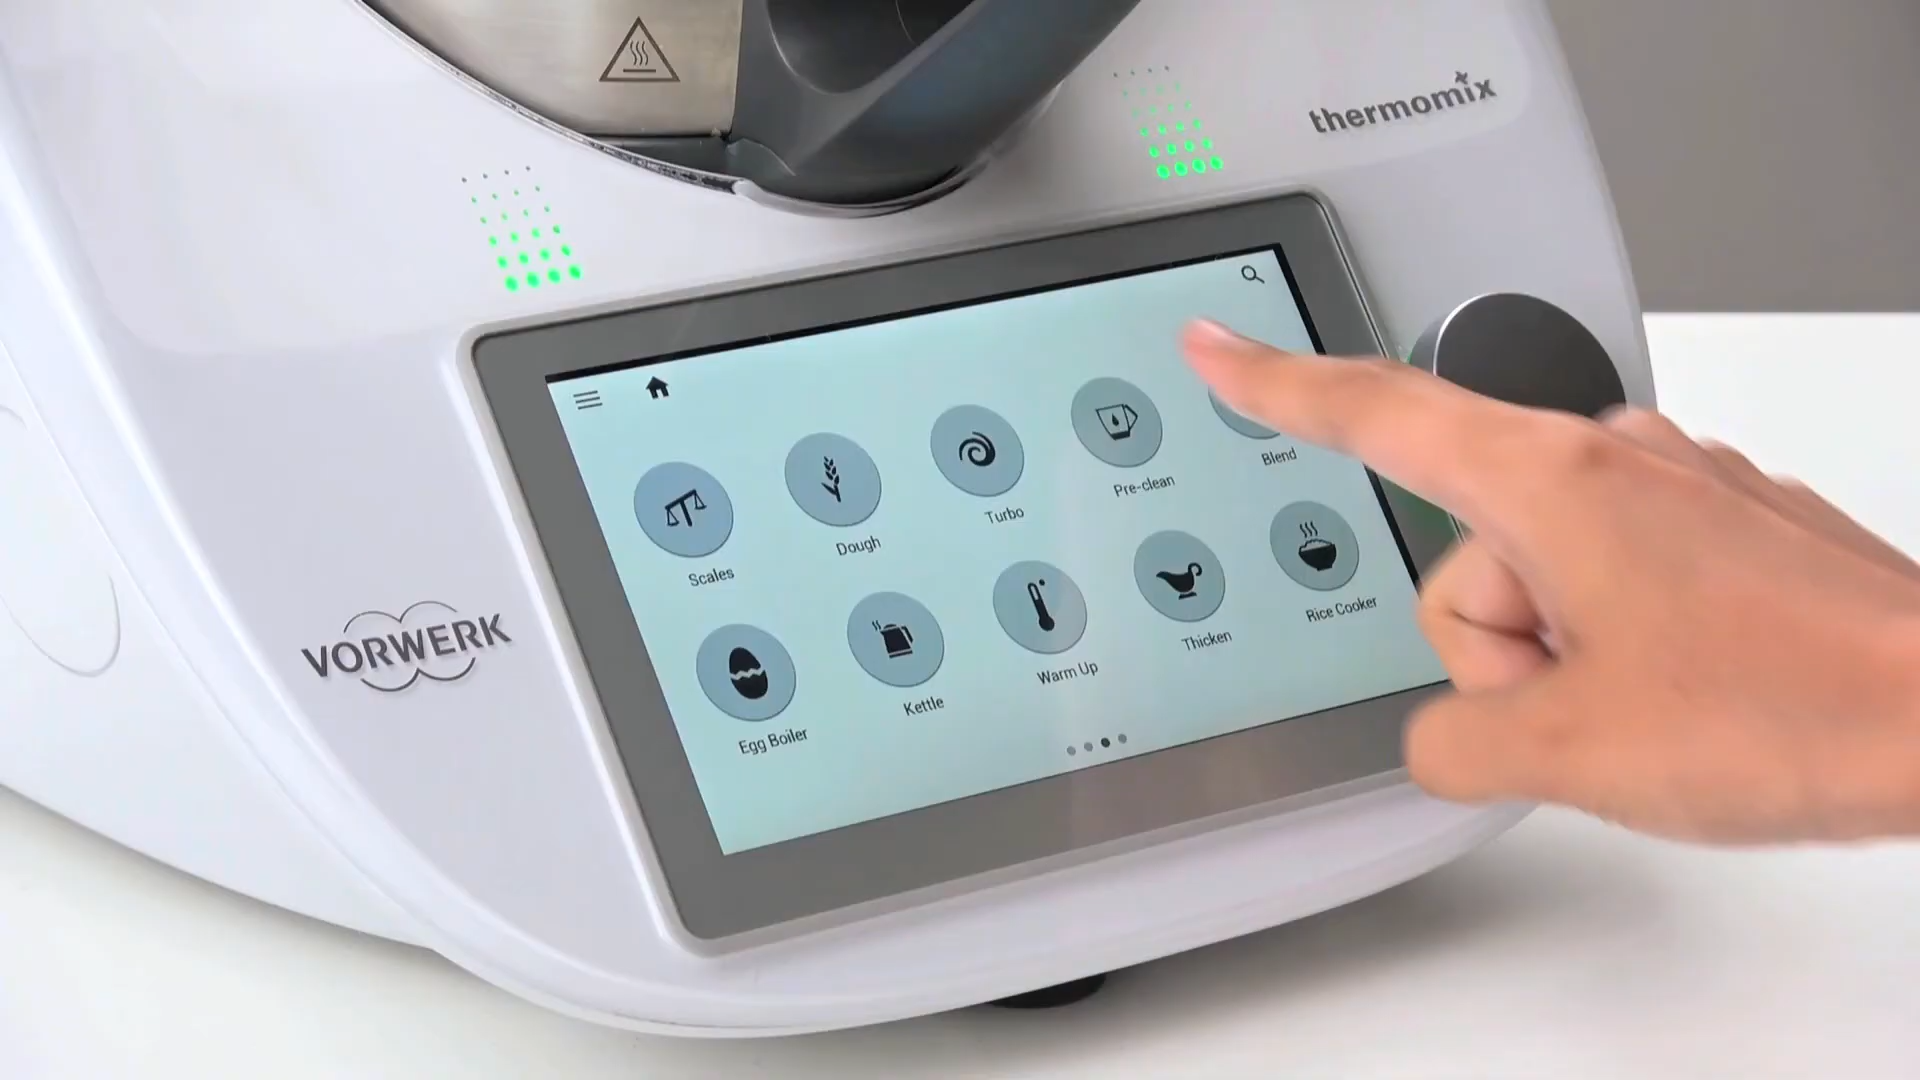 thermomix
VORWERK
Scales
Dough
Turbo
Pre-clean
Blend
Egg Boiler
Kettle
Warm Up
Thicken
Rice Cooker